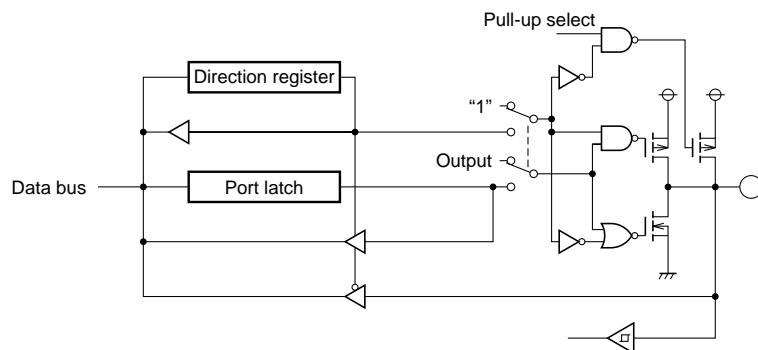 Pull-up select
Direction register
“1”
Output
Data bus
Port latch